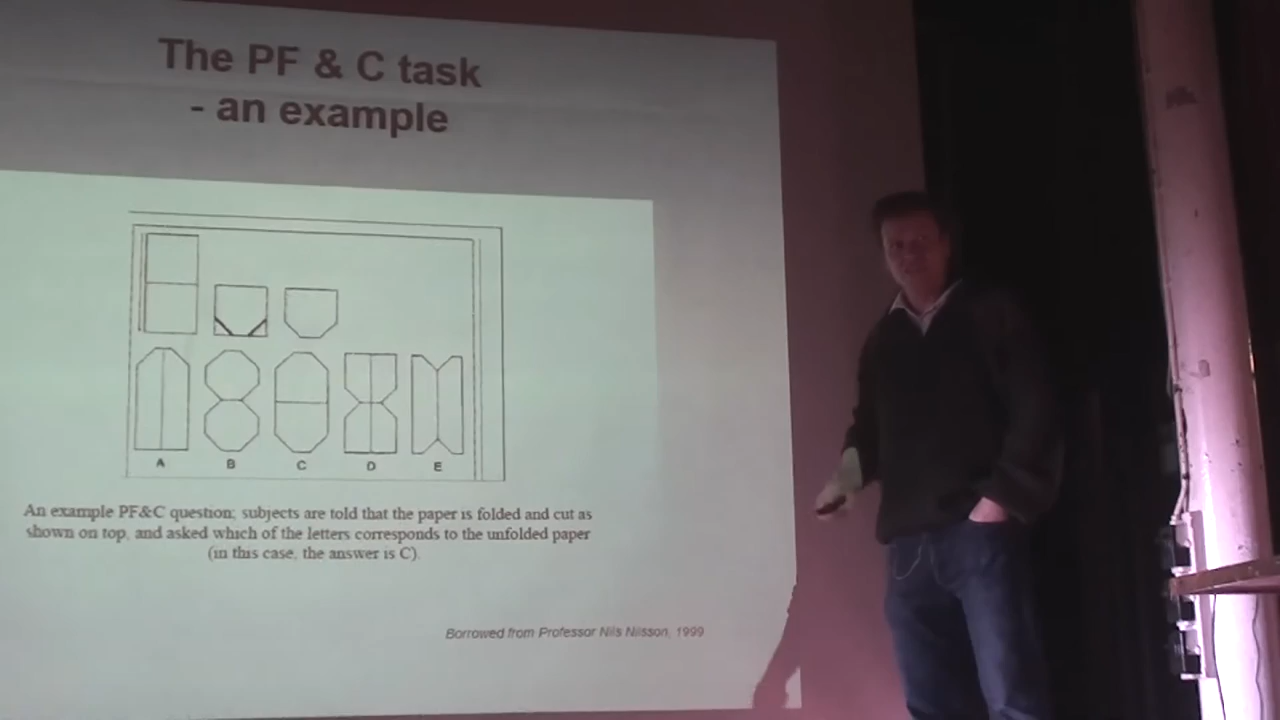 The PF & C task
- an example
A B C D E
An example PF&C question; subjects are told that the paper is folded and cut as
shown on top, and asked which of the letters corresponds to the unfolded paper
(in this case, the answer is C).
Borrowed from Professor Nils Nilsson, 1999